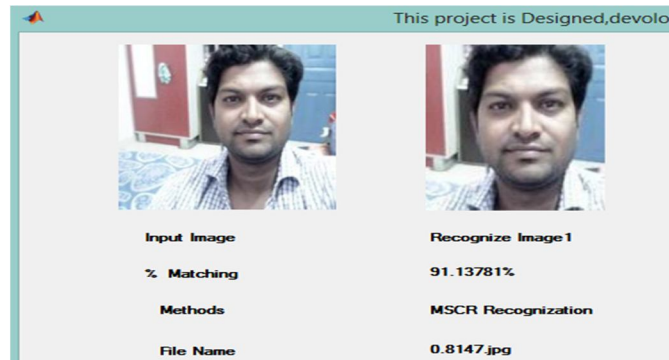 This project is Designed,devolo
Input Image Recognize Image1
% Matching 91.13781%
Methods MSCR Recognization
File Name 0.8147.jpg